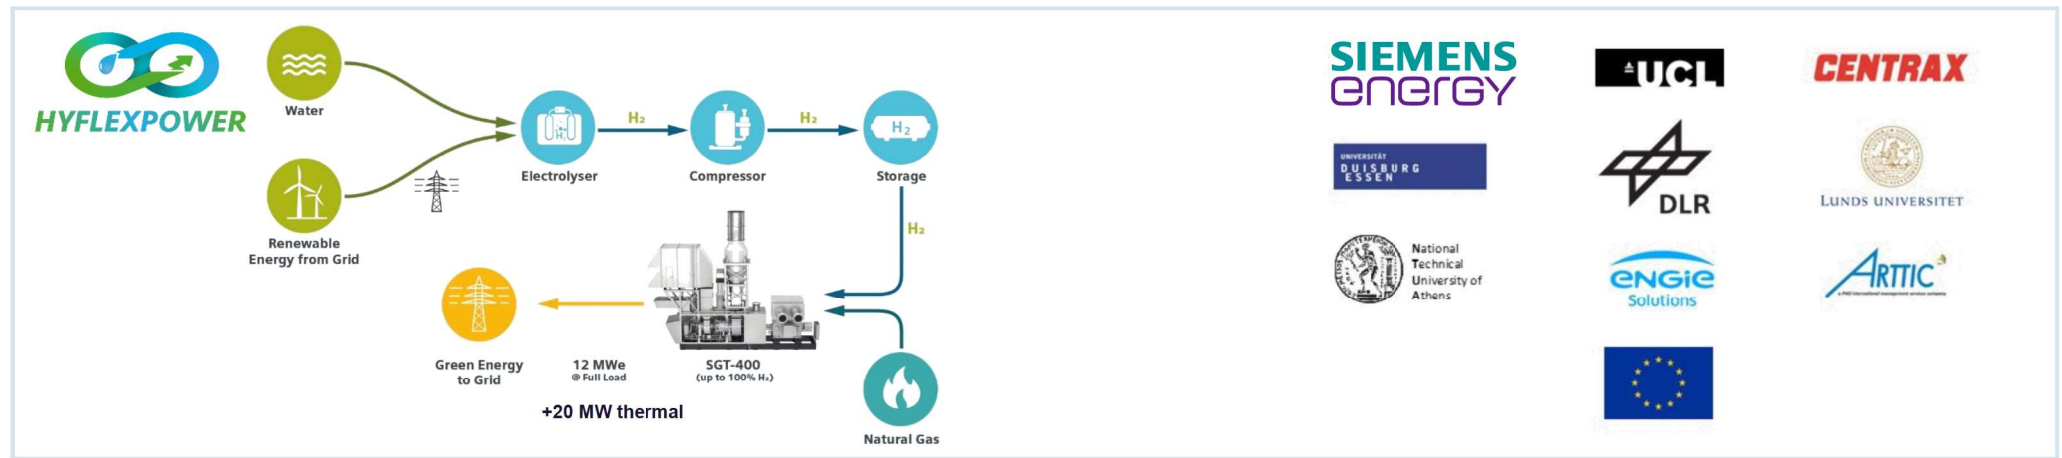 HYFLEXPOWER
Water
Renewable
Energy from Grid
H₂
Electrolyser
H₂
Compressor
H₂
H₂
Storage
H₂
Green Energy
to Grid
12 MWe
@ Full Load
SGT-400
(up to 100% H₂)
+20 MW thermal
Natural Gas
SIEMENS
energy
UCL
CENTRAX
UNIVERSITÄT
DUISBURG
ESSEN
DLR
LUNDS UNIVERSITET
National
Technical
University of
Athens
engie
Solutions
ARTTIC